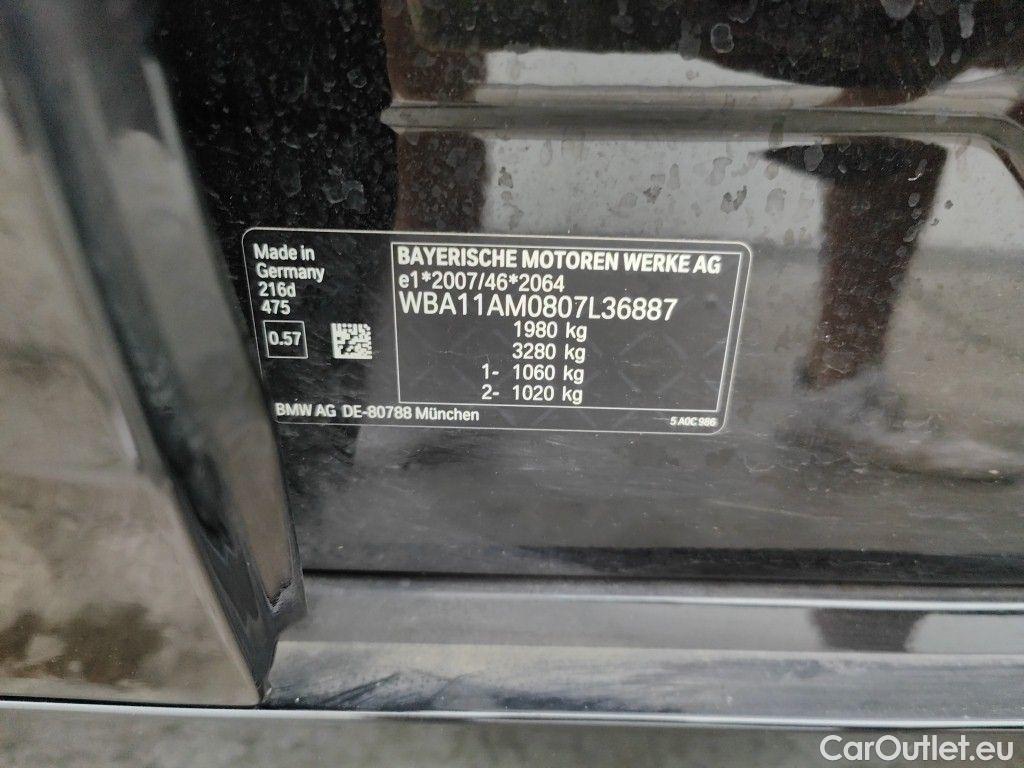 Made in
Germany
216d
475
0.57
BAYERISCHE MOTOREN WERKE AG
e1*2007/46*2064
WBA11AM0807L36887
1980 kg
3280 kg
1- 1060 kg
2- 1020 kg
BMW AG DE-80788 München
5 A0C 986
CarOutlet.eu